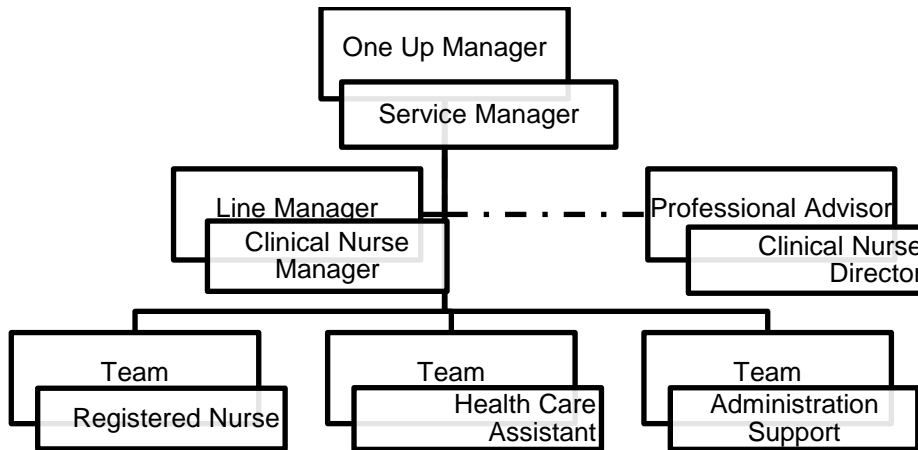 One Up Manager
Service Manager
Line Manager
Clinical Nurse
Manager
Professional Advisor
Clinical Nurse
Director
Team
Registered Nurse
Team
Health Care
Assistant
Team
Administration
Support